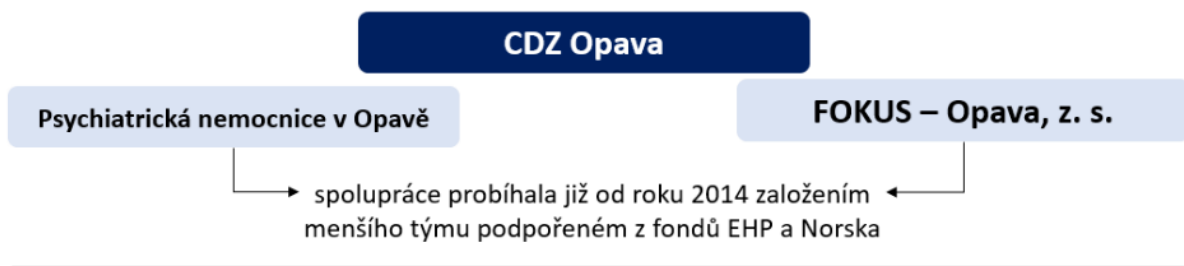 CDZ Opava
Psychiatrická nemocnice v Opavě
FOKUS – Opava, z. s.
spolupráce probíhala již od roku 2014 založením
menšího týmu podpořeném z fondů EHP a Norska